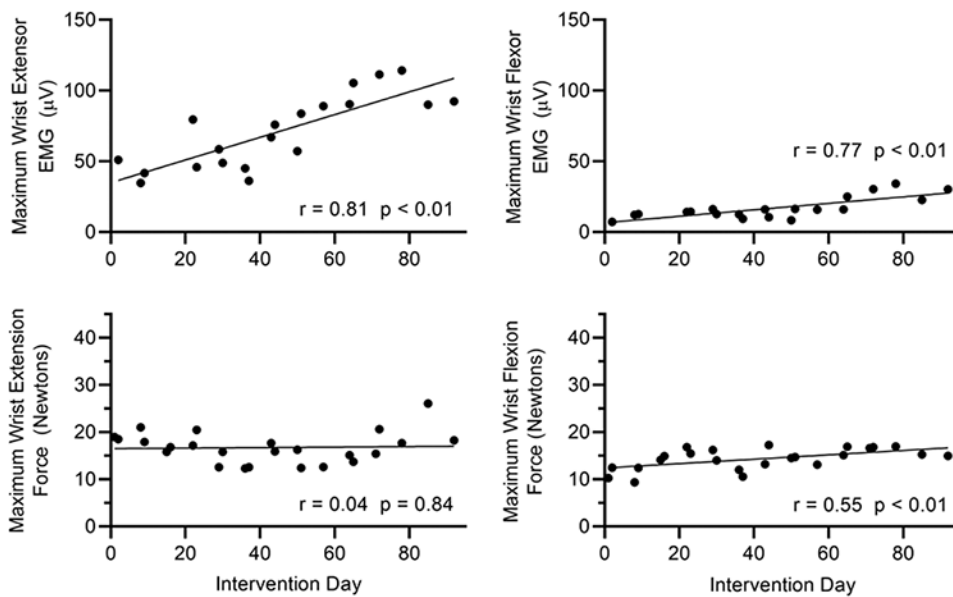 Maximum Wrist Extensor
EMG (μV)
150
100
50
0
0 20 40 60 80
r = 0.81 p < 0.01
Maximum Wrist Flexor
EMG (μV)
150
100
50
0
0 20 40 60 80
r = 0.77 p < 0.01
Maximum Wrist Extension
Force (Newtons)
40
30
20
10
0
0 20 40 60 80
r = 0.04 p = 0.84
Intervention Day
Maximum Wrist Flexion
Force (Newtons)
40
30
20
10
0
0 20 40 60 80
r = 0.55 p < 0.01
Intervention Day